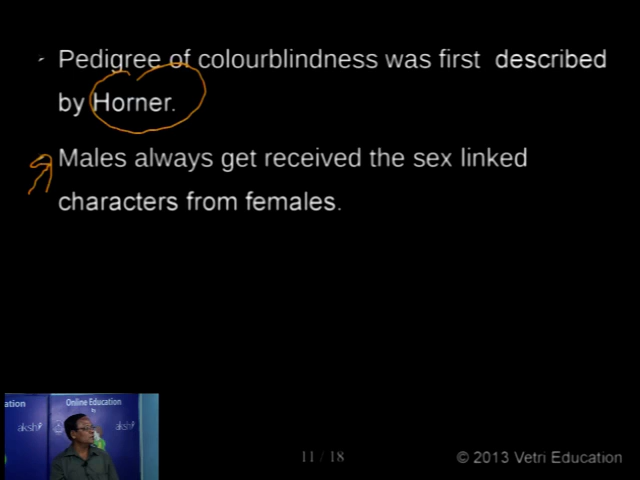 Pedigree of colourblindness was first described
by Horner.
Males always get received the sex linked
characters from females.
ation
Online Education
to
aksh
aksh
11 / 18
© 2013 Vetri Education